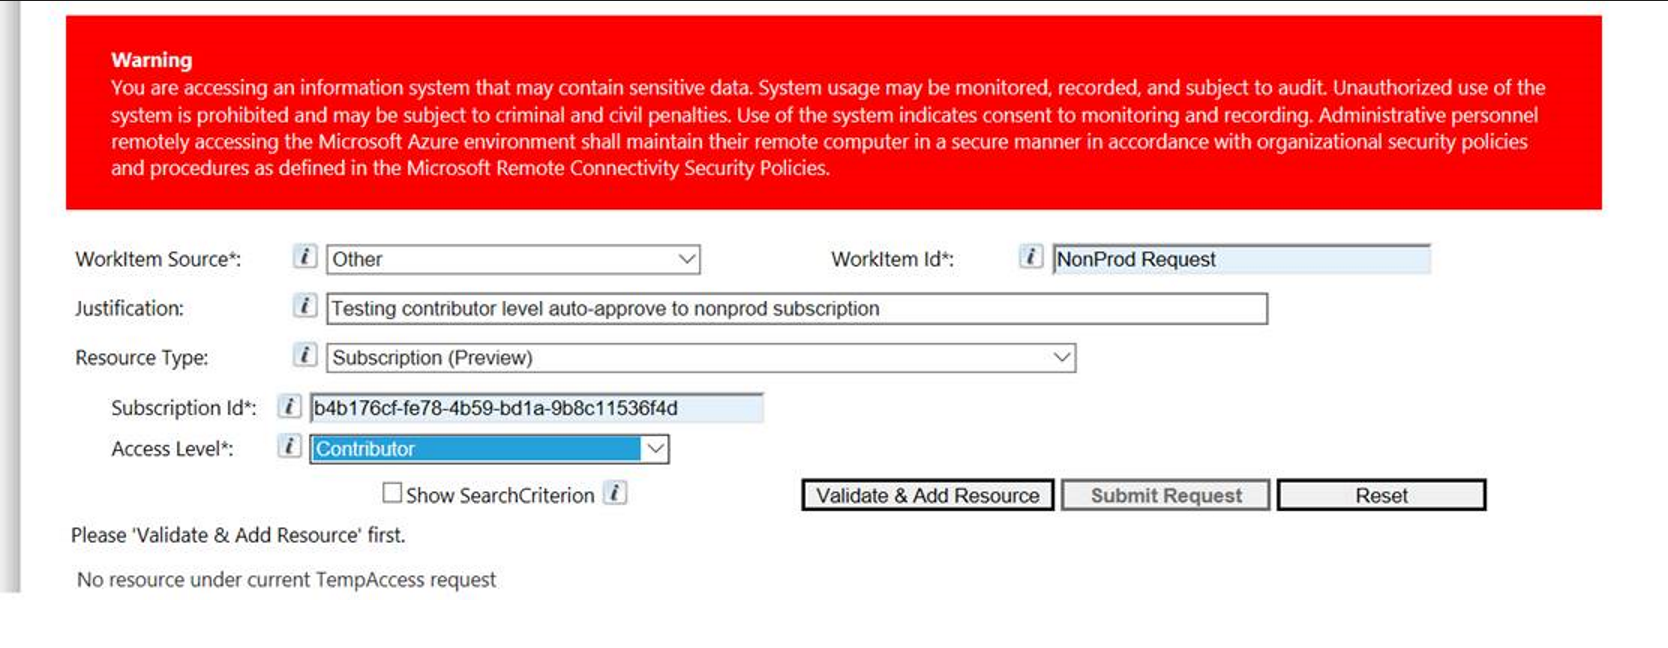 Warning
You are accessing an information system that may contain sensitive data. System usage may be monitored, recorded, and subject to audit. Unauthorized use of the
system is prohibited and may be subject to criminal and civil penalties. Use of the system indicates consent to monitoring and recording. Administrative personnel
remotely accessing the Microsoft Azure environment shall maintain their remote computer in a secure manner in accordance with organizational security policies
and procedures as defined in the Microsoft Remote Connectivity Security Policies.
WorkItem Source*: i Other WorkItem Id*: i NonProd Request
Justification: i Testing contributor level auto-approve to nonprod subscription
Resource Type: i Subscription (Preview)
Subscription Id*: i b4b176cf-fe78-4b59-bd1a-9b8c11536f4d
Access Level*: i Contributor
Show SearchCriterion i Validate & Add Resource Submit Request Reset
Please 'Validate & Add Resource' first.
No resource under current TempAccess request